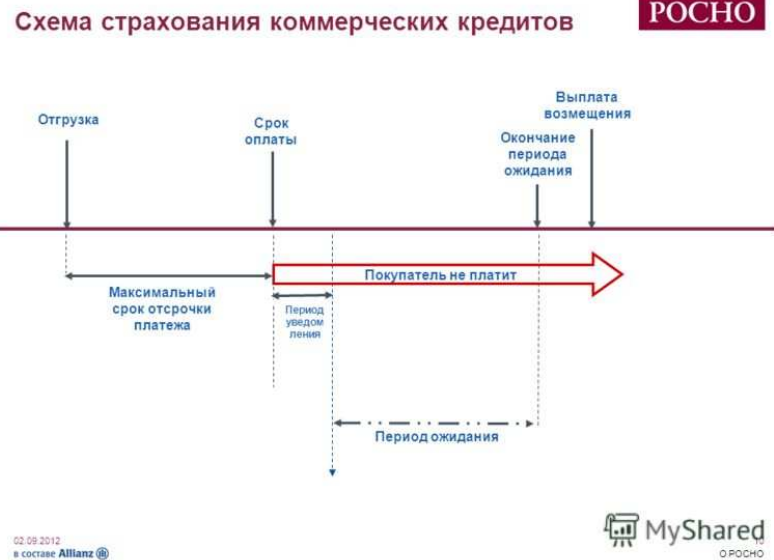 Схема страхования коммерческих кредитов
РОСНО
Отгрузка
Срок
оплаты
Окончание
периода
ожидания
Выплата
возмещения
Покупатель не платит
Максимальный
срок отсрочки
платежа
Период
уведом
ления
Период ожидания
02.09.2012
в составе Allianz
MyShared
10
О РОСНО